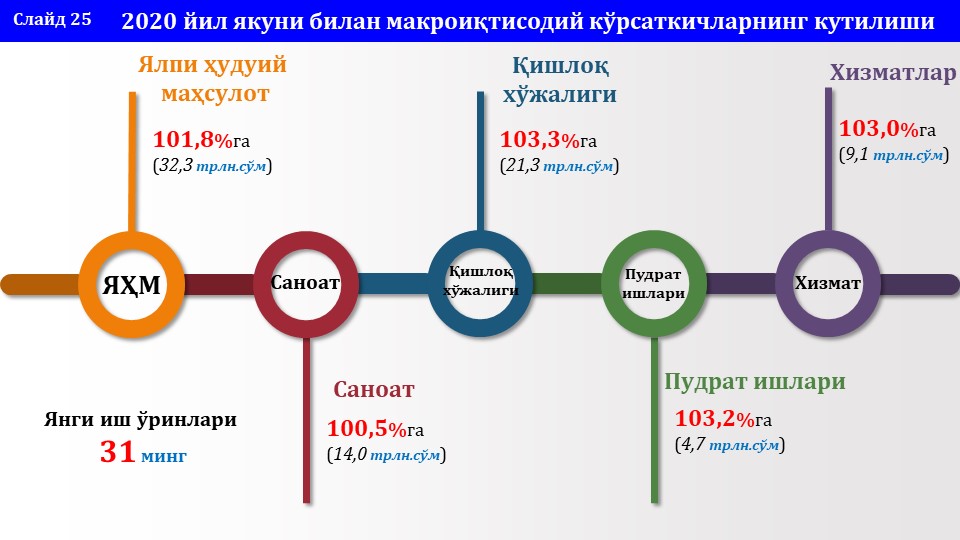 Слайд 25
2020 йил якуни билан макроиқтисодий кўрсаткичларнинг кутилиши
Ялпи ҳудуий
маҳсулот
101,8%га
(32,3 трлн.сўм)
Қишлоқ
хўжалиги
103,3%га
(21,3 трлн.сўм)
Хизматлар
103,0%га
(9,1 трлн.сўм)
ЯҲМ
Саноат
Қишлоқ
хўжалиги
Пудрат
ишлари
Хизмат
Янги иш ўринлари
31 минг
Саноат
100,5%га
(14,0 трлн.сўм)
Пудрат ишлари
103,2%га
(4,7 трлн.сўм)